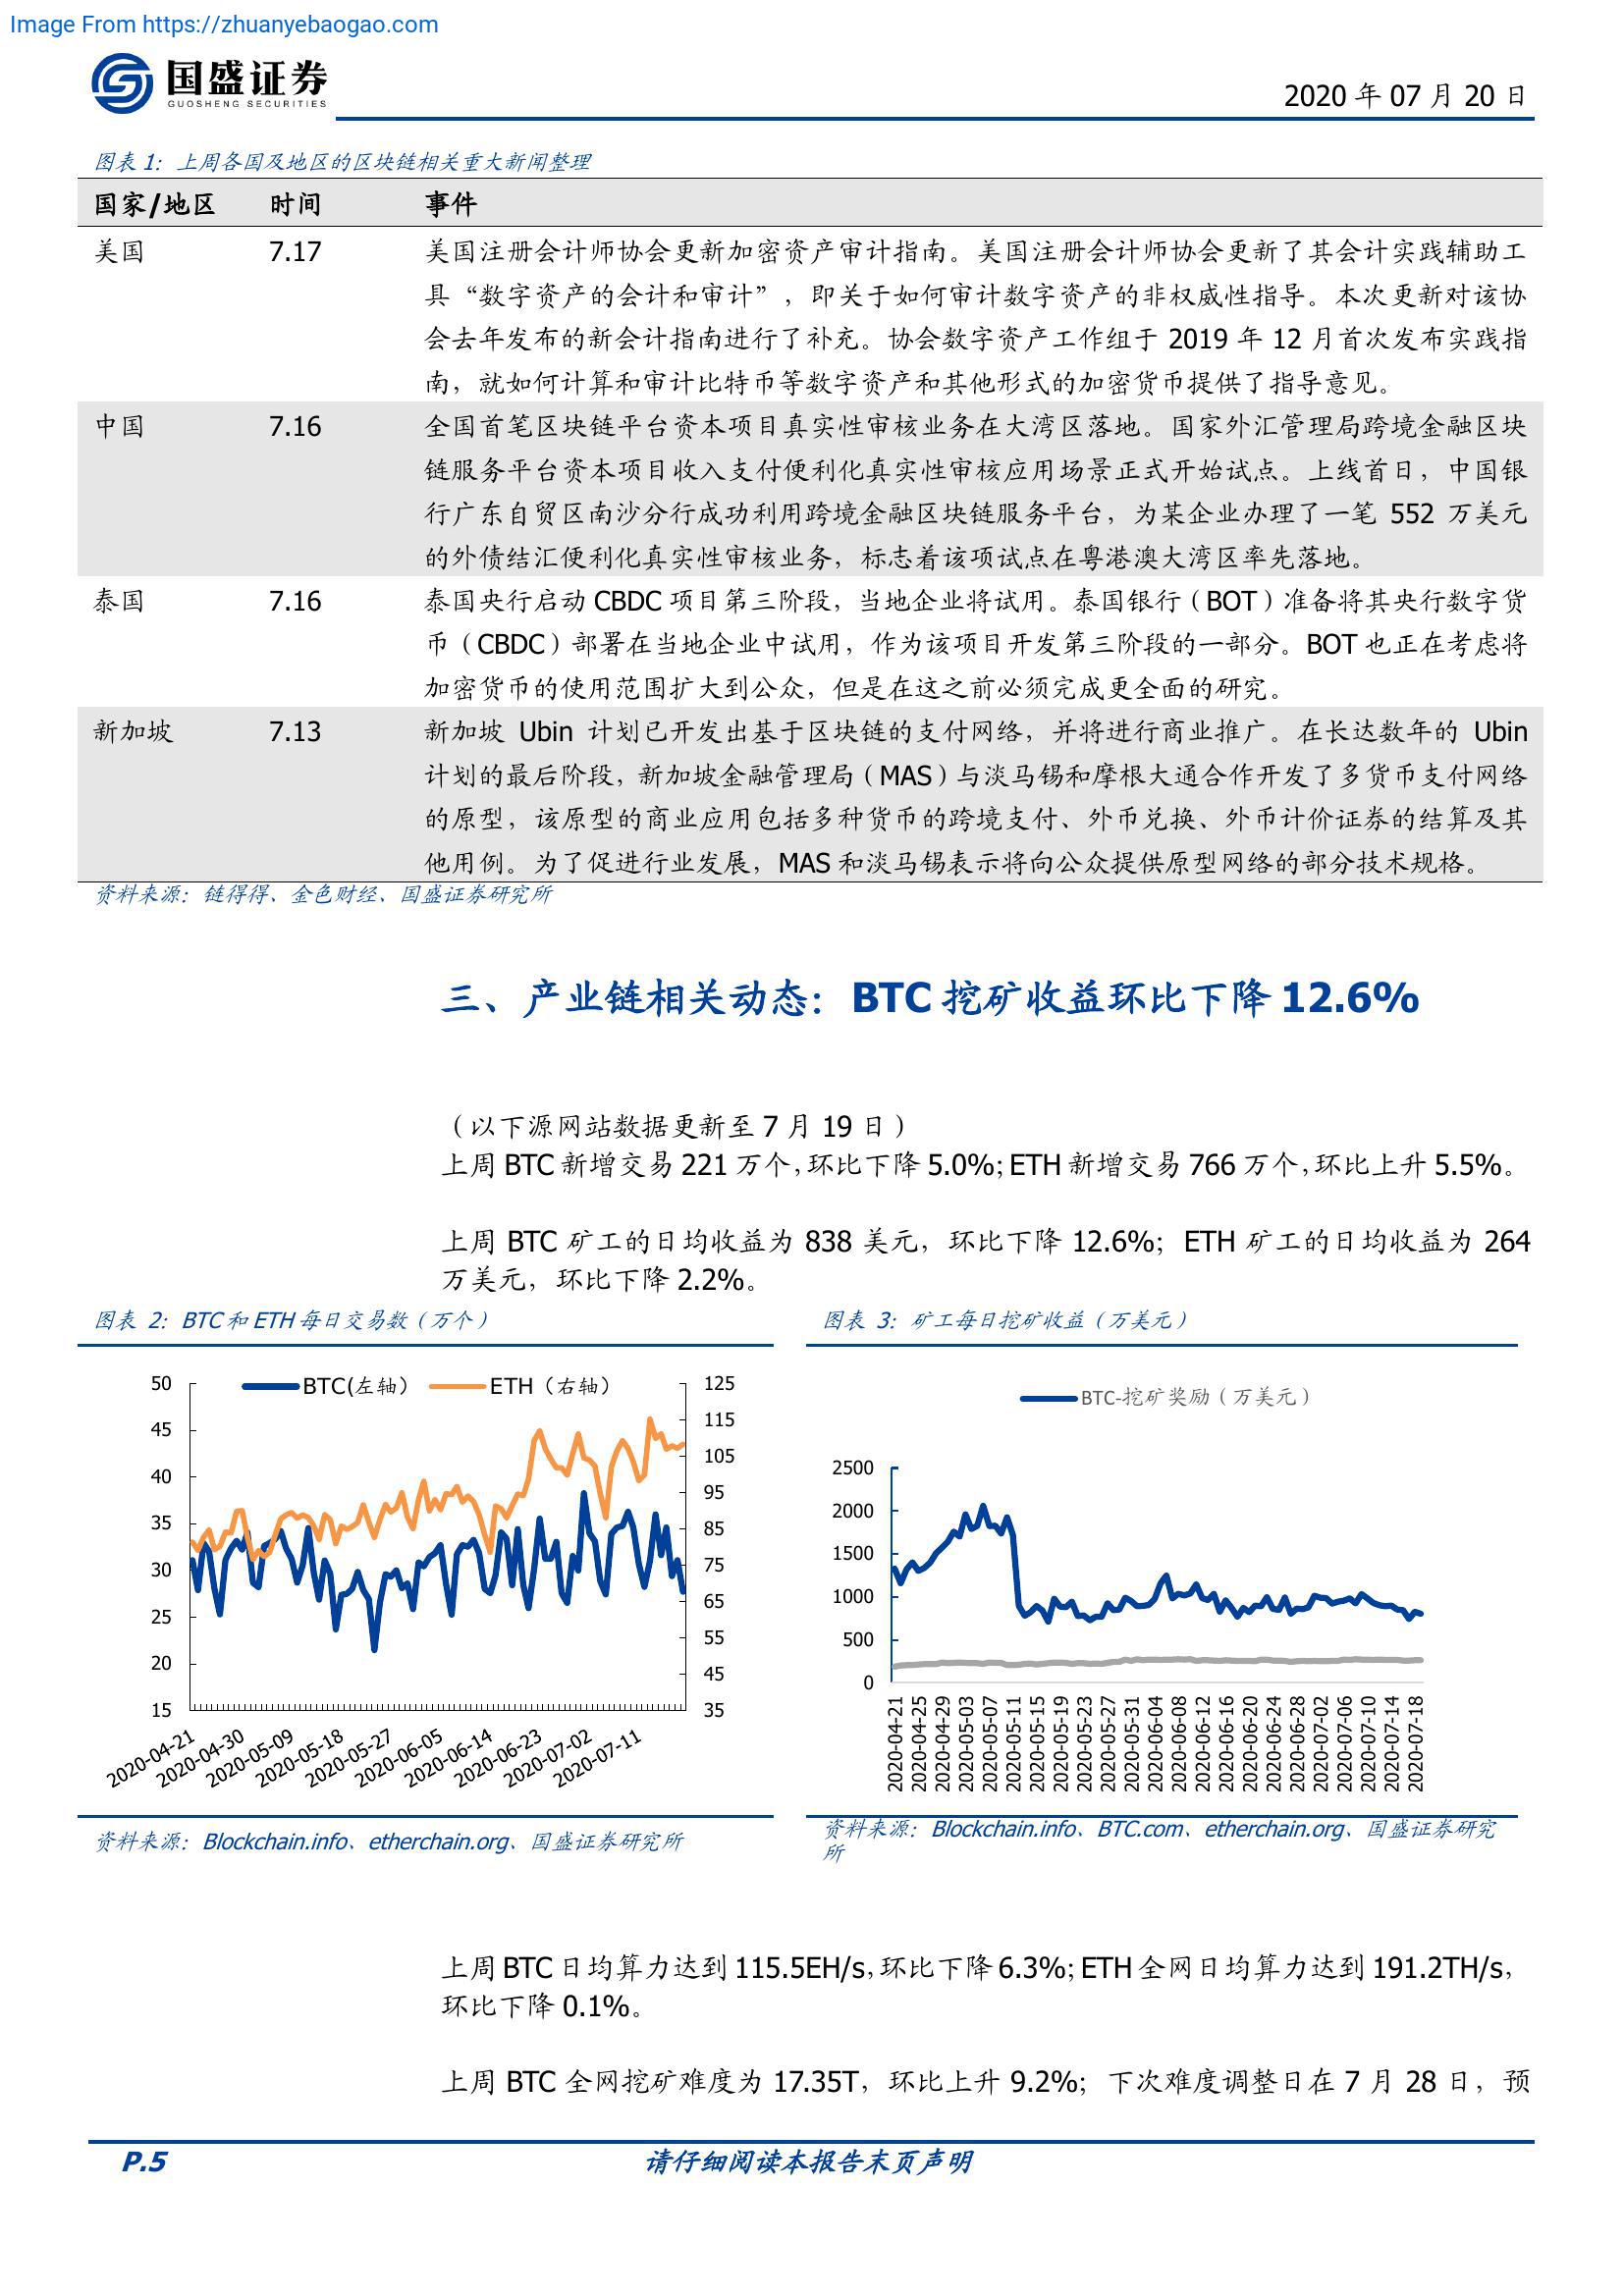 Image From https://zhuanyebaogao.com
国盛证券
GUOSHENG SECURITIES
2020 年 07 月 20 日
图表 1：上周各国及地区的区块链相关重大新闻整理
国家/地区 时间 事件
美国 7.17 美国注册会计师协会更新加密资产审计指南。美国注册会计师协会更新了其会计实践辅助工
具“数字资产的会计和审计”，即关于如何审计数字资产的非权威性指导。本次更新对该协
会去年发布的新会计指南进行了补充。协会数字资产工作组于 2019 年 12 月首次发布实践指
南，就如何计算和审计比特币等数字资产和其他形式的加密货币提供了指导意见。
中国 7.16 全国首笔区块链平台资本项目真实性审核业务在大湾区落地。国家外汇管理局跨境金融区块
链服务平台资本项目收入支付便利化真实性审核应用场景正式开始试点。上线首日，中国银
行广东自贸区南沙分行成功利用跨境金融区块链服务平台，为某企业办理了一笔 552 万美元
的外债结汇便利化真实性审核业务，标志着该项试点在粤港澳大湾区率先落地。
泰国 7.16 泰国央行启动 CBDC 项目第三阶段，当地企业将试用。泰国银行（BOT）准备将其央行数字货
币（CBDC）部署在当地企业中试用，作为该项目开发第三阶段的一部分。BOT 也正在考虑将
加密货币的使用范围扩大到公众，但是在这之前必须完成更全面的研究。
新加坡 7.13 新加坡 Ubin 计划已开发出基于区块链的支付网络，并将进行商业推广。在长达数年的 Ubin
计划的最后阶段，新加坡金融管理局（MAS）与淡马锡和摩根大通合作开发了多货币支付网络
的原型，该原型的商业应用包括多种货币的跨境支付、外币兑换、外币计价证券的结算及其
他用例。为了促进行业发展，MAS 和淡马锡表示将向公众提供原型网络的部分技术规格。
资料来源：链得得、金色财经、国盛证券研究所
三、产业链相关动态：BTC 挖矿收益环比下降 12.6%
（以下源网站数据更新至 7 月 19 日）
上周 BTC 新增交易 221 万个，环比下降 5.0%；ETH 新增交易 766 万个，环比上升 5.5%。
上周 BTC 矿工的日均收益为 838 美元，环比下降 12.6%；ETH 矿工的日均收益为 264
万美元，环比下降 2.2%。
图表 2：BTC 和 ETH 每日交易数（万个）
BTC(左轴） ETH（右轴）
50
45
40
35
30
25
20
15
125
115
105
95
85
75
65
55
45
35
2020-04-21
2020-04-30
2020-05-09
2020-05-18
2020-05-27
2020-06-05
2020-06-14
2020-06-23
2020-07-02
2020-07-11
资料来源：Blockchain.info、etherchain.org、国盛证券研究所
图表 3：矿工每日挖矿收益（万美元）
BTC-挖矿奖励（万美元）
2500
2000
1500
1000
500
0
2020-04-21
2020-04-25
2020-04-29
2020-05-03
2020-05-07
2020-05-11
2020-05-15
2020-05-19
2020-05-23
2020-05-27
2020-05-31
2020-06-04
2020-06-08
2020-06-12
2020-06-16
2020-06-20
2020-06-24
2020-06-28
2020-07-02
2020-07-06
2020-07-10
2020-07-14
2020-07-18
资料来源：Blockchain.info、BTC.com、etherchain.org、国盛证券研究
所
上周 BTC 日均算力达到 115.5EH/s，环比下降 6.3%；ETH 全网日均算力达到 191.2TH/s，
环比下降 0.1%。
上周 BTC 全网挖矿难度为 17.35T，环比上升 9.2%；下次难度调整日在 7 月 28 日，预
P.5 请仔细阅读本报告末页声明